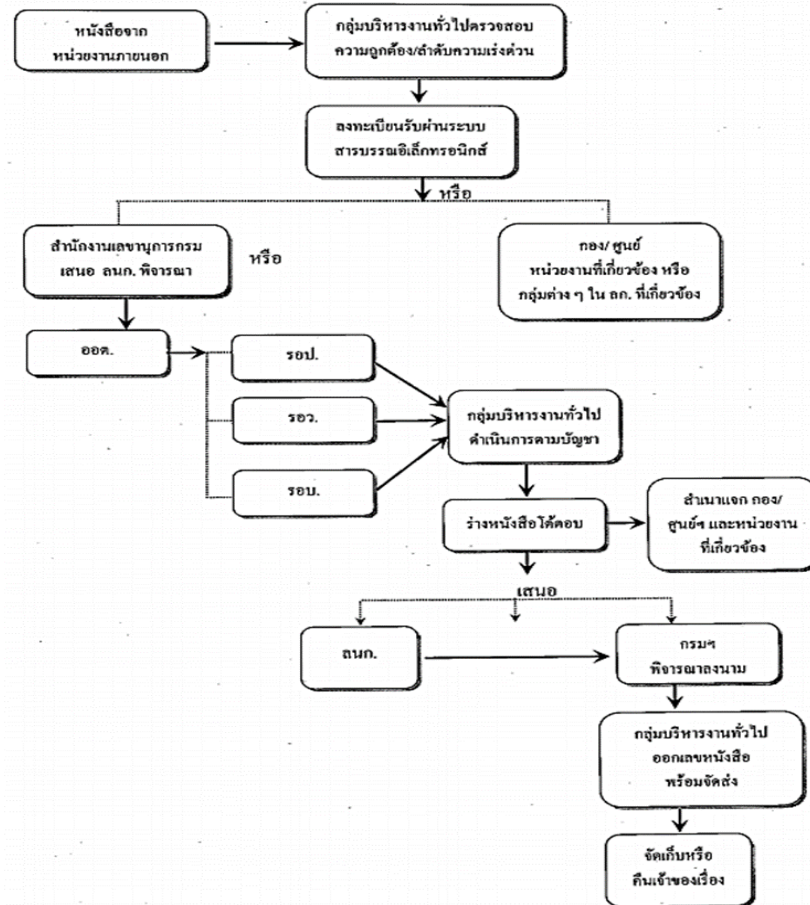 หนังสือจาก
หน่วยงานภายนอก
กลุ่มบริหารงานทั่วไปตรวจสอบ
ความถูกต้อง/ลำดับความเร่งด่วน
ลงทะเบียนรับผ่านระบบ
สารบรรณอิเล็กทรอนิกส์
หรือ
สำนักงานเลขานุการกรม
เสนอ ลนก. พิจารณา
หรือ
กอง/ ศูนย์
หน่วยงานที่เกี่ยวข้อง หรือ
กลุ่มต่าง ๆ ใน ลก. ที่เกี่ยวข้อง
ออต.
รอป.
รอว.
รอบ.
กลุ่มบริหารงานทั่วไป
ดำเนินการตามบัญชา
ร่างหนังสือโต้ตอบ
สำเนาแจก กอง/
ศูนย์ฯ และหน่วยงาน
ที่เกี่ยวข้อง
เสนอ
ลนก.
กรมฯ
พิจารณาลงนาม
กลุ่มบริหารงานทั่วไป
ออกเลขหนังสือ
พร้อมจัดส่ง
จัดเก็บหรือ
คืนเจ้าของเรื่อง